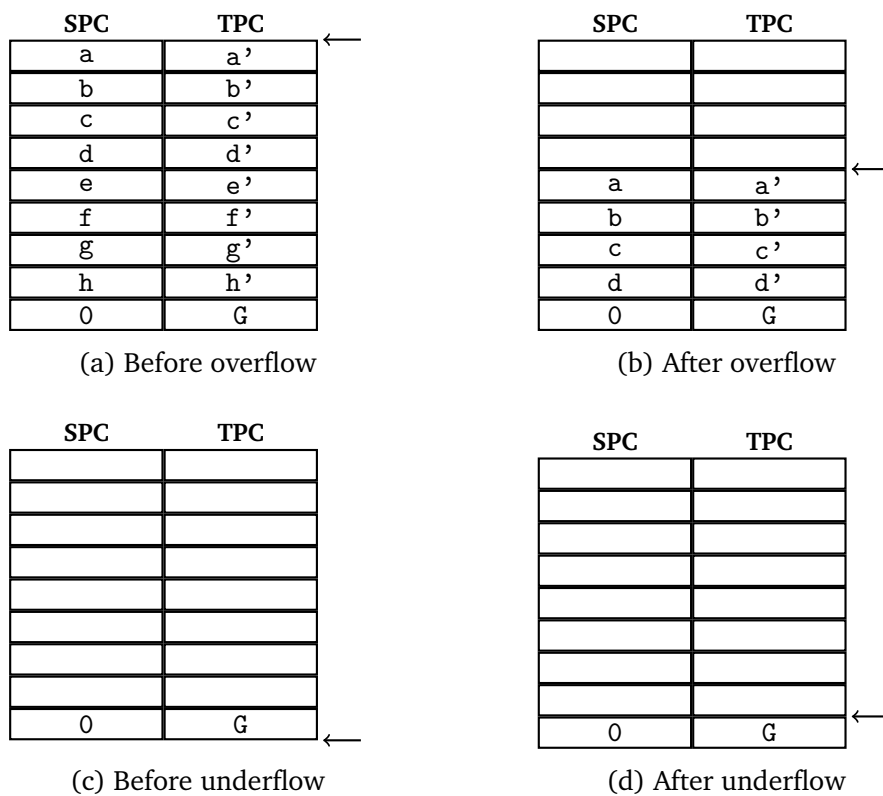 SPC TPC
a a’
b b’
c c’
d d’
e e’
f f’
g g’
h h’
0 G
(a) Before overflow
SPC TPC
a a’
b b’
c c’
d d’
0 G
(b) After overflow
SPC TPC
0 G
(c) Before underflow
SPC TPC
0 G
(d) After underflow